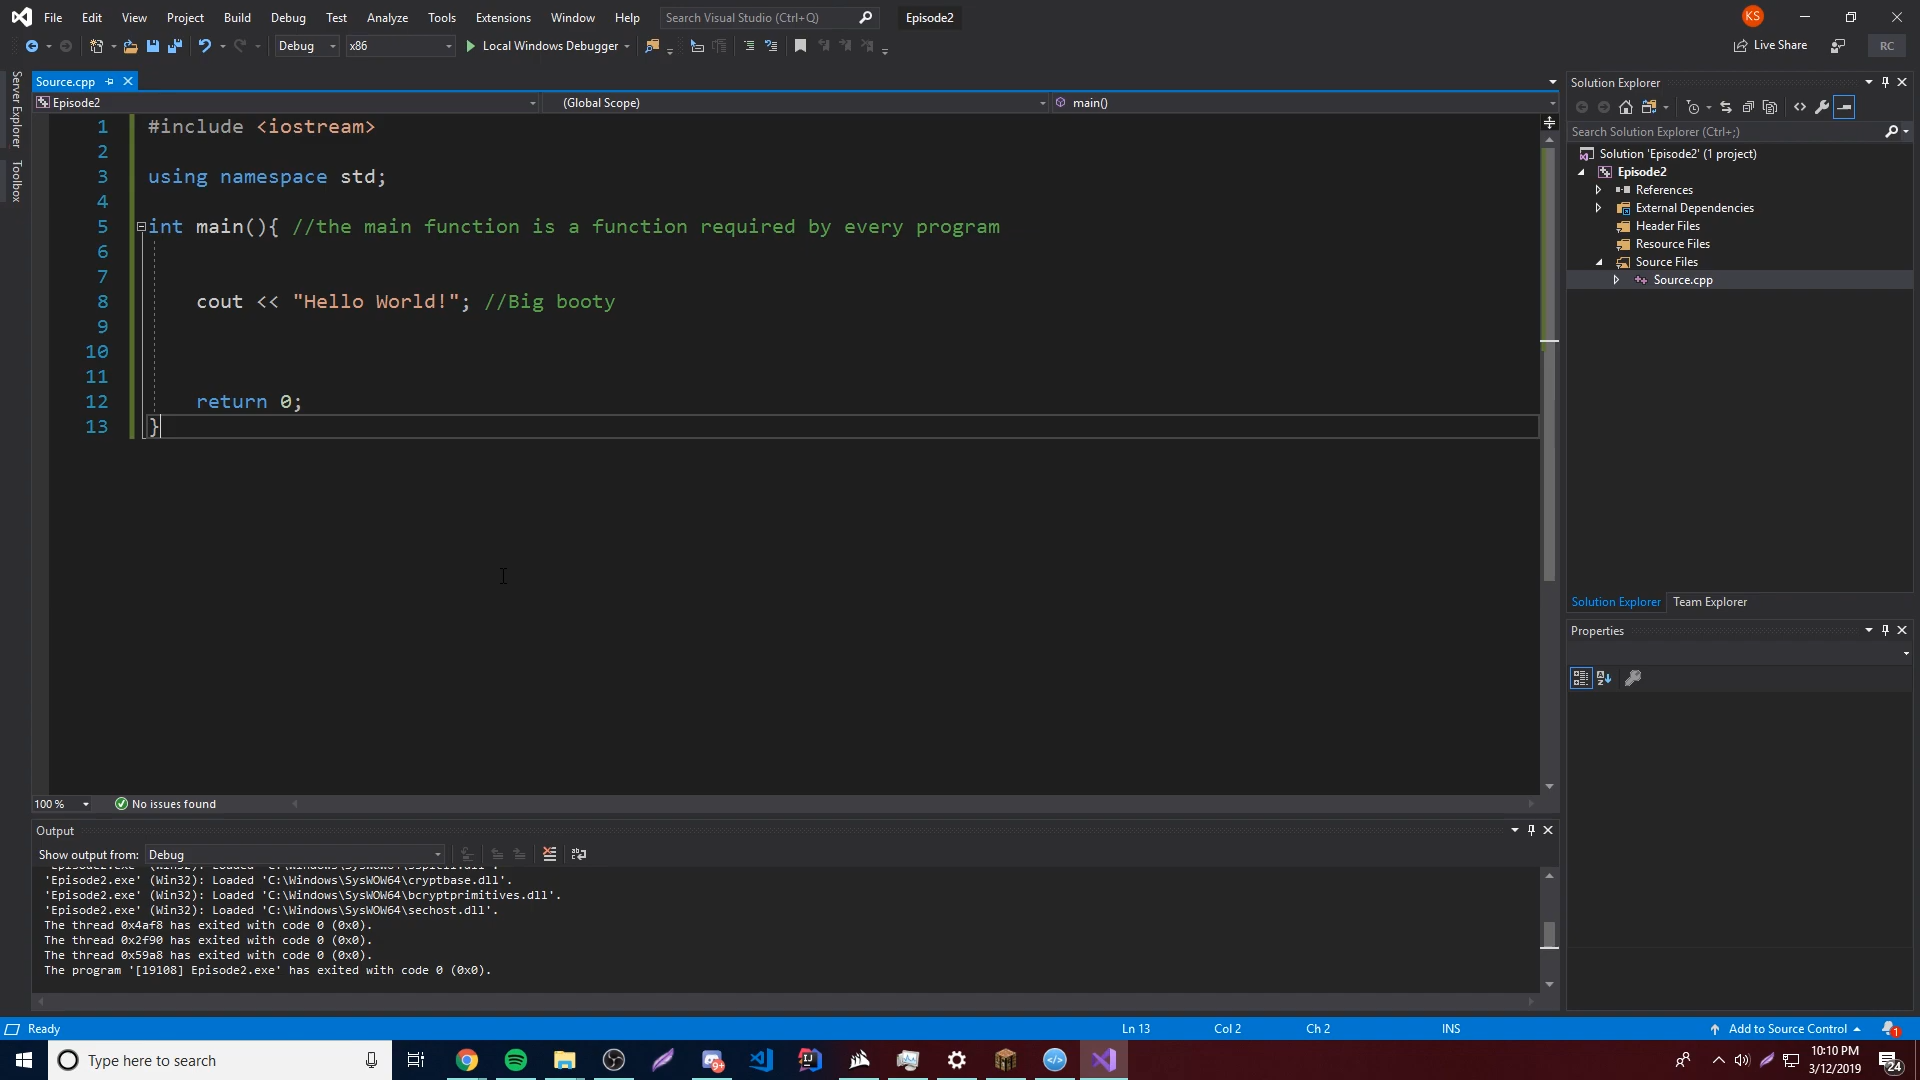 File Edit View Project Build Debug Test Analyze Tools Extensions Window Help Search Visual Studio (Ctrl+Q) Episode2 KS
Debug x86 Local Windows Debugger Live Share RC
Server Explorer
Toolbox
Source.cpp
Episode2 (Global Scope) main()
1 #include <iostream>
2
3 using namespace std;
4
5 int main(){ //the main function is a function required by every program
6
7
8 cout << "Hello World!"; //Big booty
9
10
11
12 return 0;
13 }
100 % No issues found
Output
Show output from: Debug
'Episode2.exe' (Win32): Loaded 'C:\Windows\SysWOW64\cryptbase.dll'.
'Episode2.exe' (Win32): Loaded 'C:\Windows\SysWOW64\bcryptprimitives.dll'.
'Episode2.exe' (Win32): Loaded 'C:\Windows\SysWOW64\sechost.dll'.
The thread 0x4af8 has exited with code 0 (0x0).
The thread 0x2f90 has exited with code 0 (0x0).
The thread 0x59a8 has exited with code 0 (0x0).
The program '[19108] Episode2.exe' has exited with code 0 (0x0).
Solution Explorer
Search Solution Explorer (Ctrl+;)
Solution 'Episode2' (1 project)
Episode2
References
External Dependencies
Header Files
Resource Files
Source Files
Source.cpp
Solution Explorer Team Explorer
Properties
Ready Ln 13 Col 2 Ch 2 INS Add to Source Control 1
Type here to search 9+ 10:10 PM
3/12/2019 24